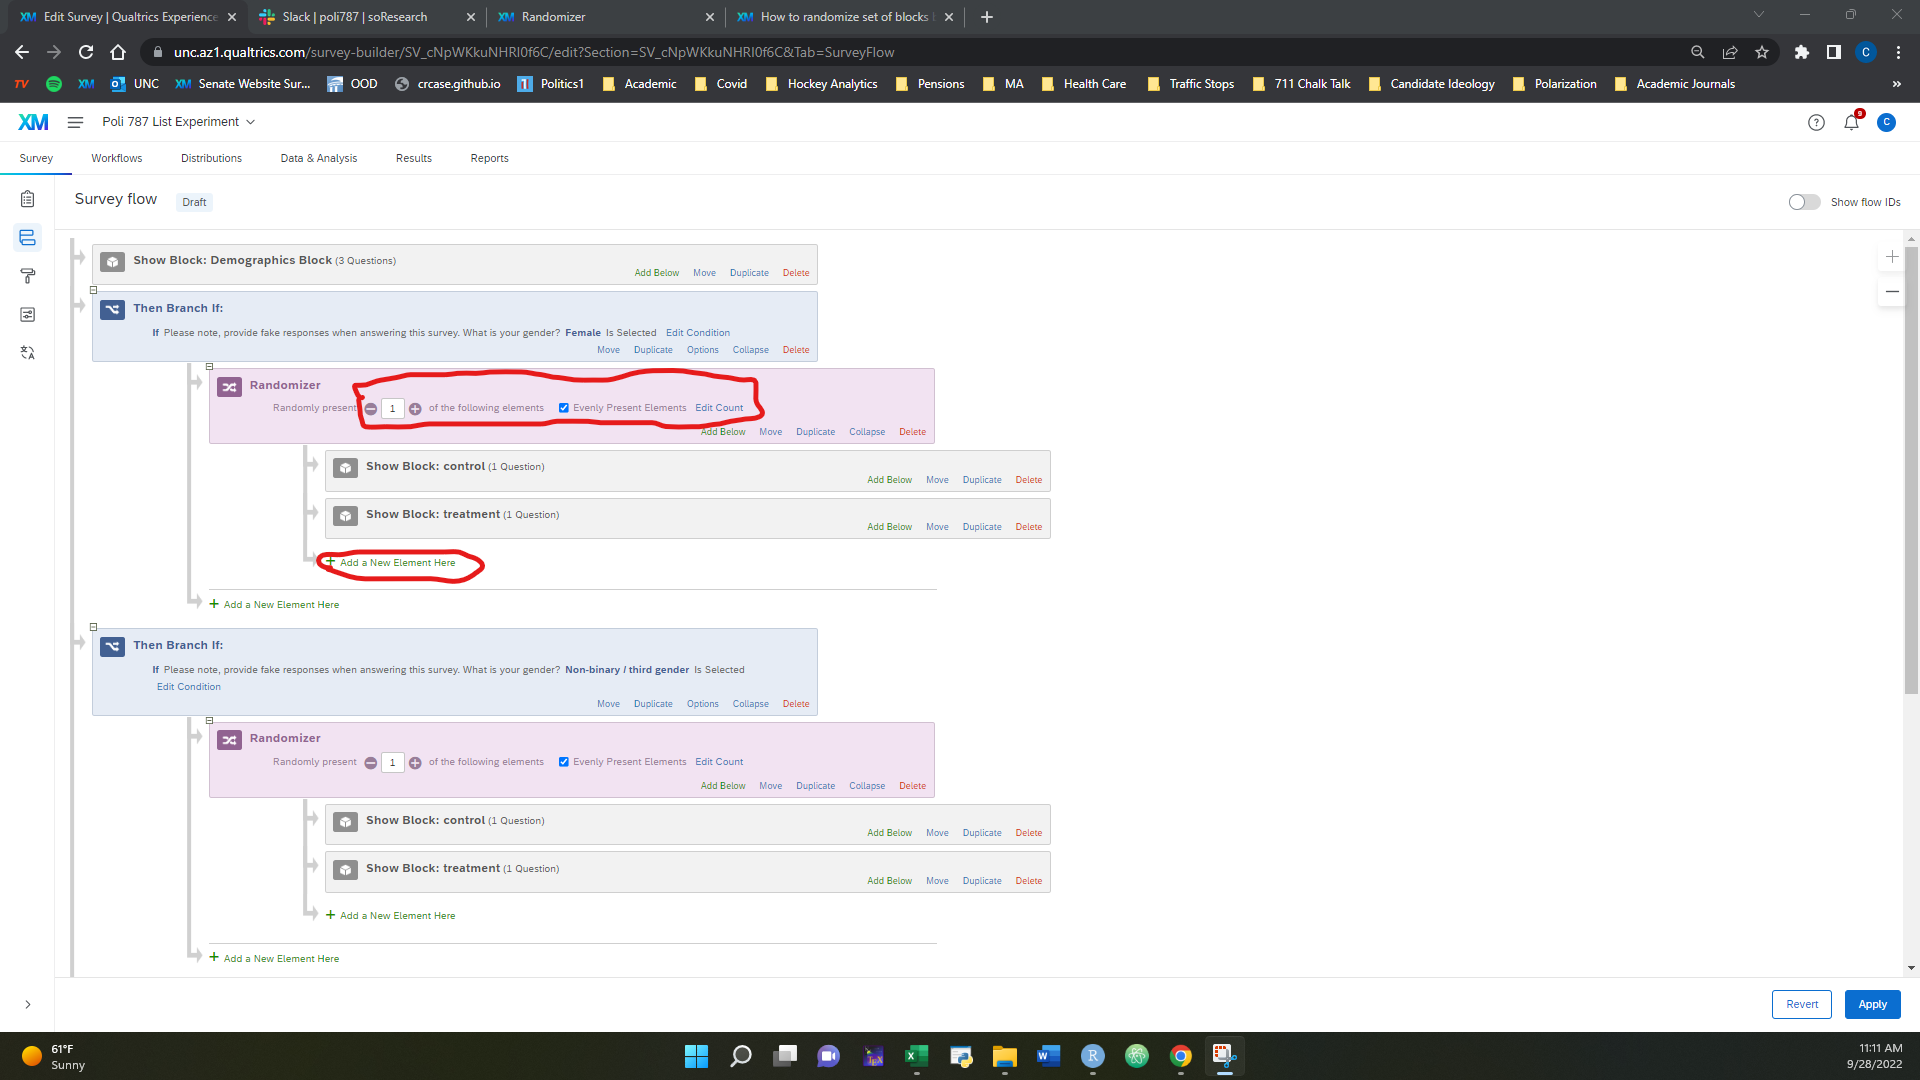 Edit Survey | Qualtrics Experience
Slack | poli787 | soResearch
Randomizer
How to randomize set of blocks
unc.az1.qualtrics.com/survey-builder/SV_cNpWKkuNHRI0f6C/edit?Section=SV_cNpWKkuNHRI0f6C&Tab=SurveyFlow
C
TV
XM
UNC
XM Senate Website Sur...
OOD
crcase.github.io
Politics1
Academic
Covid
Hockey Analytics
Pensions
MA
Health Care
Traffic Stops
711 Chalk Talk
Candidate Ideology
Polarization
Academic Journals
»
XM
Poli 787 List Experiment
9
C
Survey
Workflows
Distributions
Data & Analysis
Results
Reports
Survey flow
Draft
Show flow IDs
Show Block: Demographics Block (3 Questions)
Add Below Move Duplicate Delete
Then Branch If:
If Please note, provide fake responses when answering this survey. What is your gender? Female Is Selected Edit Condition
Move Duplicate Options Collapse Delete
Randomizer
Randomly present 1 of the following elements Evenly Present Elements Edit Count
Add Below Move Duplicate Collapse Delete
Show Block: control (1 Question)
Add Below Move Duplicate Delete
Show Block: treatment (1 Question)
Add Below Move Duplicate Delete
+ Add a New Element Here
+ Add a New Element Here
Then Branch If:
If Please note, provide fake responses when answering this survey. What is your gender? Non-binary / third gender Is Selected
Edit Condition
Move Duplicate Options Collapse Delete
Randomizer
Randomly present 1 of the following elements Evenly Present Elements Edit Count
Add Below Move Duplicate Collapse Delete
Show Block: control (1 Question)
Add Below Move Duplicate Delete
Show Block: treatment (1 Question)
Add Below Move Duplicate Delete
+ Add a New Element Here
+ Add a New Element Here
Revert
Apply
61°F
Sunny
11:11 AM
9/28/2022